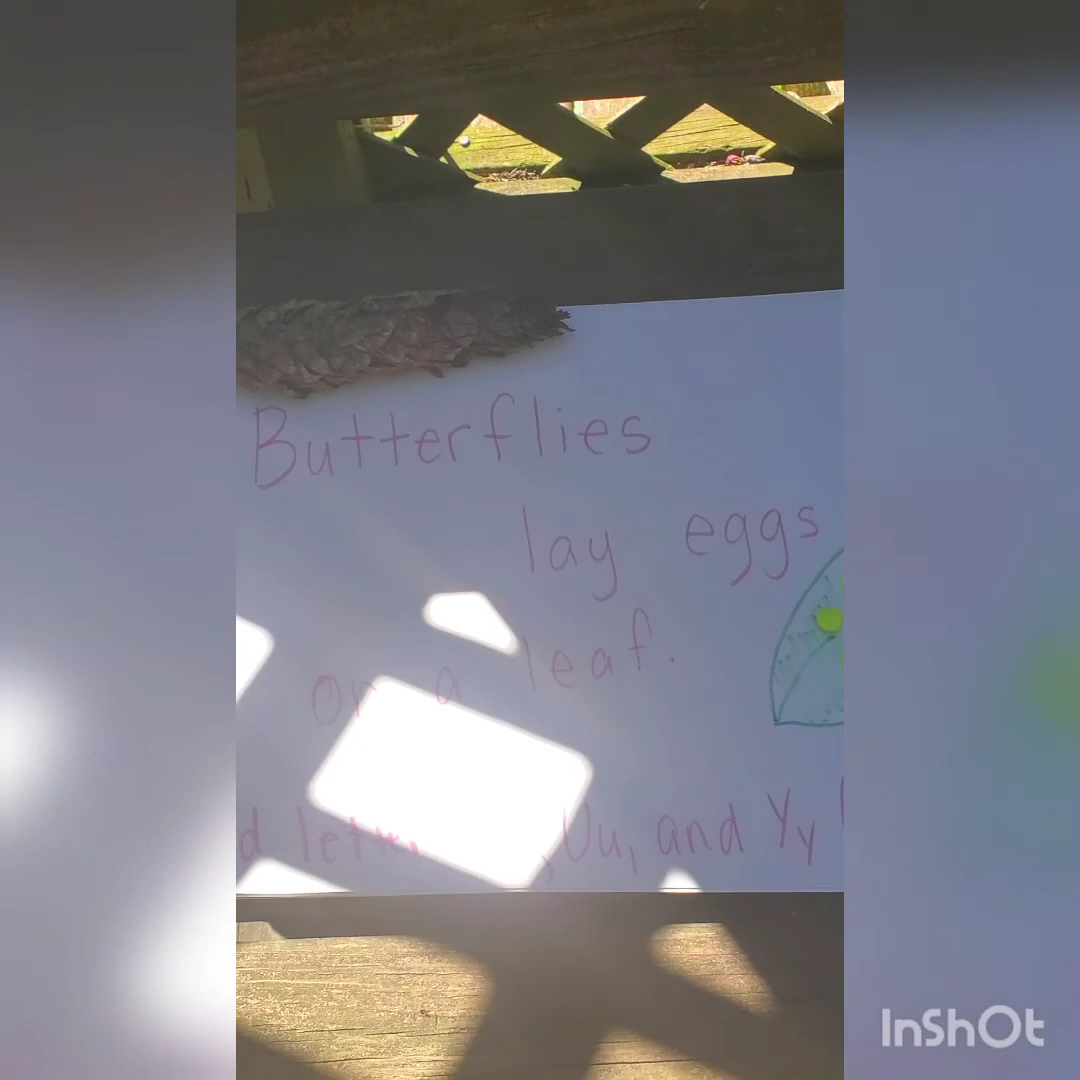 Butterflies
lay eggs
on a leaf.
Uu, and Yy
InShOt